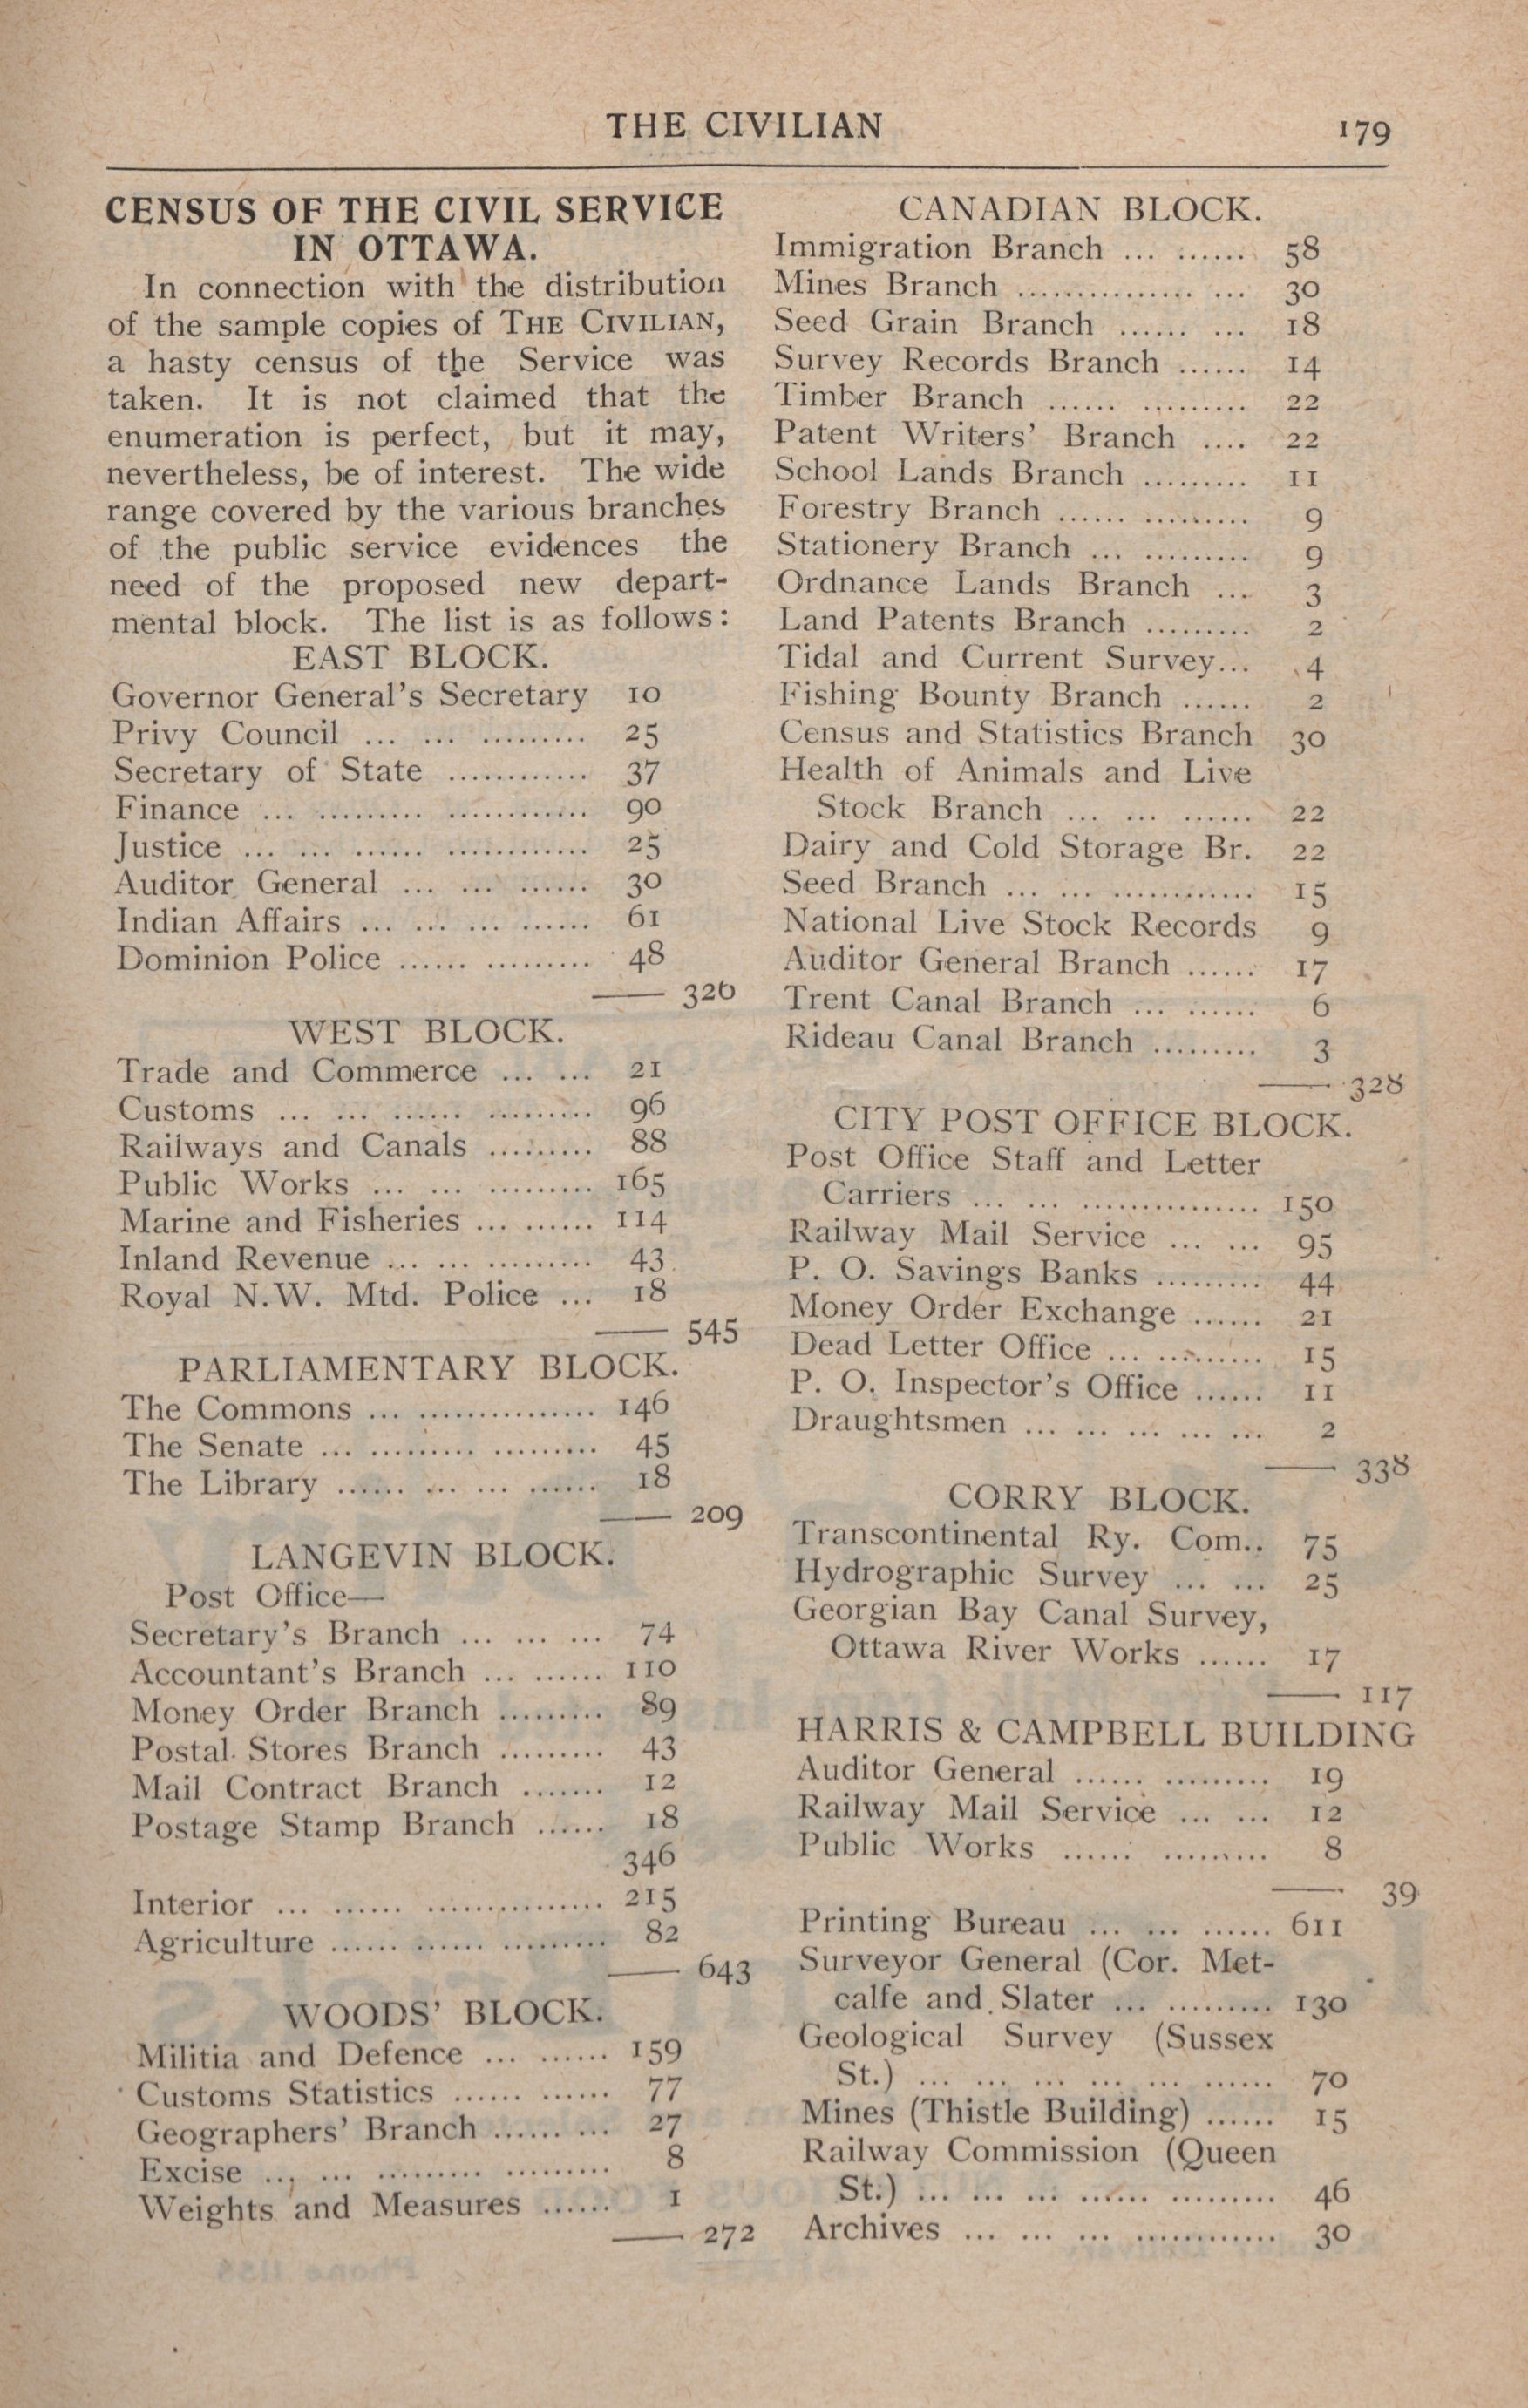 THE CIVILIAN 179
CENSUS OF THE CIVIL SERVICE
IN OTTAWA.
In connection with the distribution
of the sample copies of THE CIVILIAN,
a hasty census of the Service was
taken. It is not claimed that the
enumeration is perfect, but it may,
nevertheless, be of interest. The wide
range covered by the various branches
of the public service evidences the
need of the proposed new depart-
mental block. The list is as follows:
EAST BLOCK.
Governor General's Secretary 10
Privy Council ... ... ......... 25
Secretary of State ............ 37
Finance ... ......... ............ 90
Justice ... ... ...... ............ 25
Auditor General ... ... ...... 30
Indian Affairs ... ... ... ...... 61
Dominion Police ...... ......... 48
—— 326
WEST BLOCK.
Trade and Commerce ... ... 21
Customs ... ... ...... ......... 96
Railways and Canals ......... 88
Public Works ... ... ......... 165
Marine and Fisheries ... ...... 114
Inland Revenue ... ... ......... 43
Royal N.W. Mtd. Police ... 18
—— 545
PARLIAMENTARY BLOCK.
The Commons ... ............... 146
The Senate ... ......... ......... 45
The Library ...... ... ... ...... 18
—— 209
LANGEVIN BLOCK.
Post Office—
Secretary's Branch ... ... ... 74
Accountant's Branch ... ...... 110
Money Order Branch ......... 89
Postal Stores Branch ......... 43
Mail Contract Branch ....... 12
Postage Stamp Branch ...... 18
346
Interior ... ...... ............... 215
Agriculture ...... ...... ......... 82
—— 643
WOODS' BLOCK.
Militia and Defence ... ...... 159
Customs Statistics ...... ...... 77
Geographers' Branch ...... ... 27
Excise ... ... ......... ......... 8
Weights and Measures ...... 1
—— 272
CANADIAN BLOCK.
Immigration Branch ... ...... 58
Mines Branch ............... ... 30
Seed Grain Branch ...... ... 18
Survey Records Branch ...... 14
Timber Branch ...... ......... 22
Patent Writers' Branch .... 22
School Lands Branch ......... 11
Forestry Branch ...... ......... 9
Stationery Branch ... ......... 9
Ordnance Lands Branch ... 3
Land Patents Branch ......... 2
Tidal and Current Survey... 4
Fishing Bounty Branch ...... 2
Census and Statistics Branch 30
Health of Animals and Live
Stock Branch ... ... ...... 22
Dairy and Cold Storage Br. 22
Seed Branch ... ... ............ 15
National Live Stock Records 9
Auditor General Branch ...... 17
Trent Canal Branch ... ...... 6
Rideau Canal Branch ......... 3
—— 328
CITY POST OFFICE BLOCK.
Post Office Staff and Letter
Carriers ... ... ............... 150
Railway Mail Service ... ... 95
P. O. Savings Banks ......... 44
Money Order Exchange ...... 21
Dead Letter Office ... ......... 15
P. O. Inspector's Office ...... 11
Draughtsmen ... ... ... ... ... 2
—— 338
CORRY BLOCK.
Transcontinental Ry. Com.. 75
Hydrographic Survey ... ... 25
Georgian Bay Canal Survey,
Ottawa River Works ...... 17
—— 117
HARRIS & CAMPBELL BUILDING
Auditor General ...... ......... 19
Railway Mail Service ... ... 12
Public Works ...... ......... 8
—— 39
Printing Bureau ... ... ...... 611
Surveyor General (Cor. Met-
calfe and Slater ... ......... 130
Geological Survey (Sussex
St.) ... ... ... ... ... ...... 70
Mines (Thistle Building) ...... 15
Railway Commission (Queen
St.) ... ... ... ...... ......... 46
Archives ... ... ... ............ 30